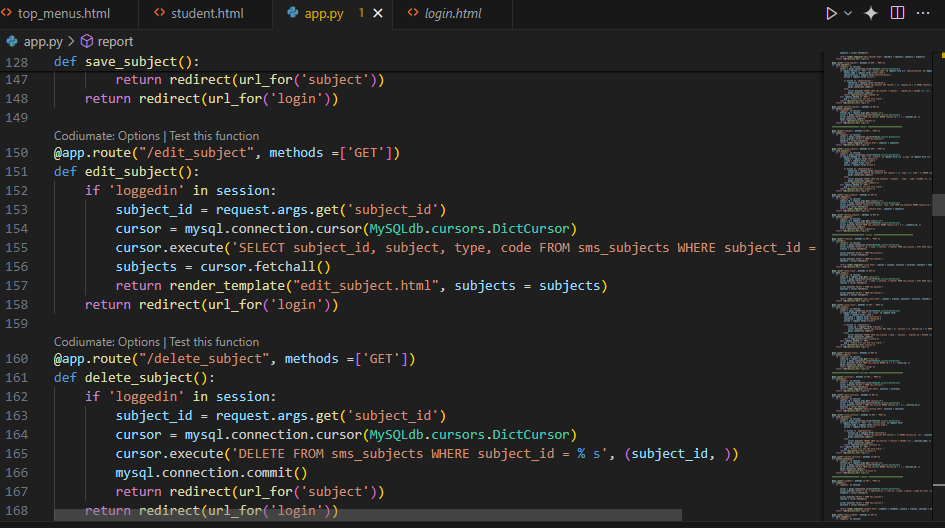 top_menus.html
student.html
app.py 1
login.html
app.py > report
128 def save_subject():
147 return redirect(url_for('subject'))
148 return redirect(url_for('login'))
149
Codiumate: Options | Test this function
150 @app.route("/edit_subject", methods =['GET'])
151 def edit_subject():
152 if 'loggedin' in session:
153 subject_id = request.args.get('subject_id')
154 cursor = mysql.connection.cursor(MySQLdb.cursors.DictCursor)
155 cursor.execute('SELECT subject_id, subject, type, code FROM sms_subjects WHERE subject_id =
156 subjects = cursor.fetchall()
157 return render_template("edit_subject.html", subjects = subjects)
158 return redirect(url_for('login'))
159
Codiumate: Options | Test this function
160 @app.route("/delete_subject", methods =['GET'])
161 def delete_subject():
162 if 'loggedin' in session:
163 subject_id = request.args.get('subject_id')
164 cursor = mysql.connection.cursor(MySQLdb.cursors.DictCursor)
165 cursor.execute('DELETE FROM sms_subjects WHERE subject_id = % s', (subject_id, ))
166 mysql.connection.commit()
167 return redirect(url_for('subject'))
168 return redirect(url_for('login'))